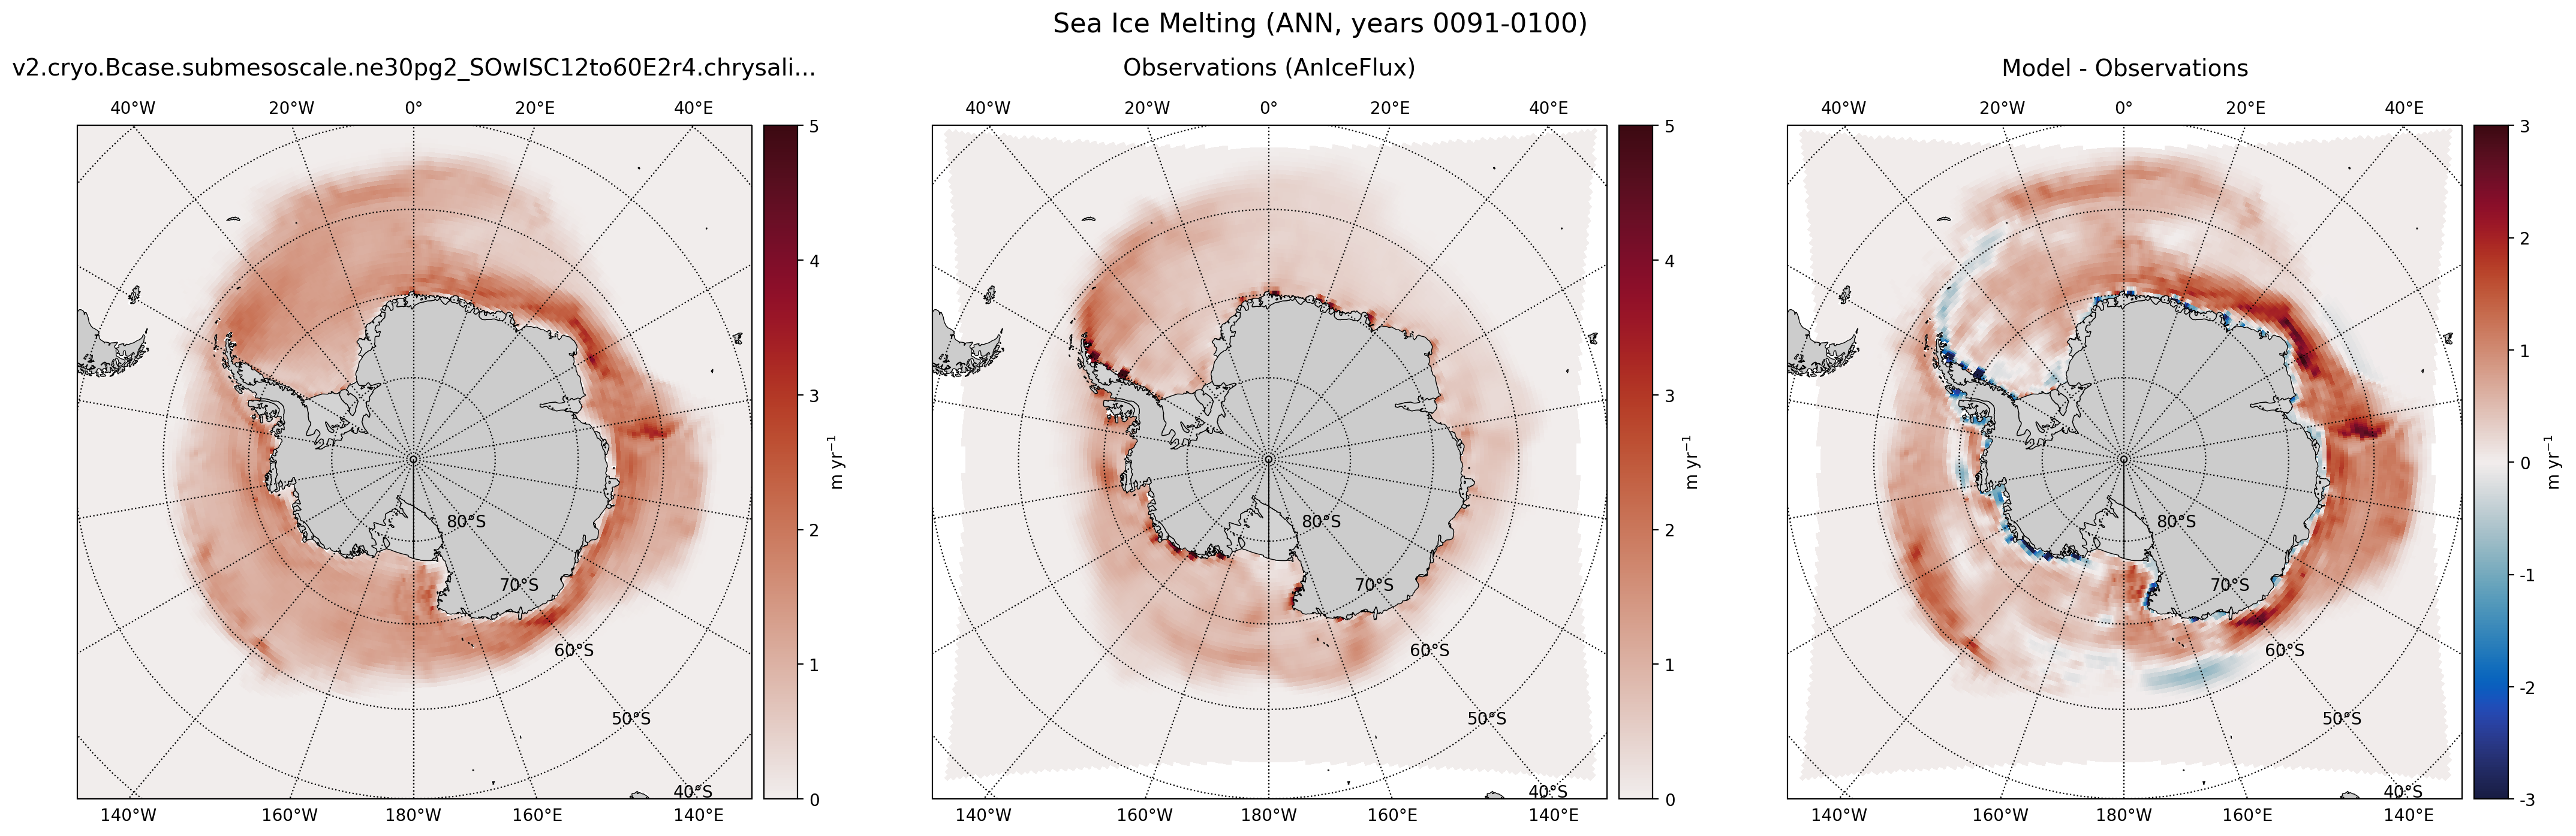 Sea Ice Melting (ANN, years 0091-0100)
v2.cryo.Bcase.submesoscale.ne30pg2_SOwISC12to60E2r4.chrysali...
40°W 20°W 0° 20°E 40°E
80°S
70°S
60°S
50°S
40°S
140°W 160°W 180°W 160°E 140°E
5
4
3
2
1
0
m yr⁻¹
Observations (AnIceFlux)
40°W 20°W 0° 20°E 40°E
80°S
70°S
60°S
50°S
40°S
140°W 160°W 180°W 160°E 140°E
5
4
3
2
1
0
m yr⁻¹
Model - Observations
40°W 20°W 0° 20°E 40°E
80°S
70°S
60°S
50°S
40°S
140°W 160°W 180°W 160°E 140°E
3
2
1
0
-1
-2
-3
m yr⁻¹